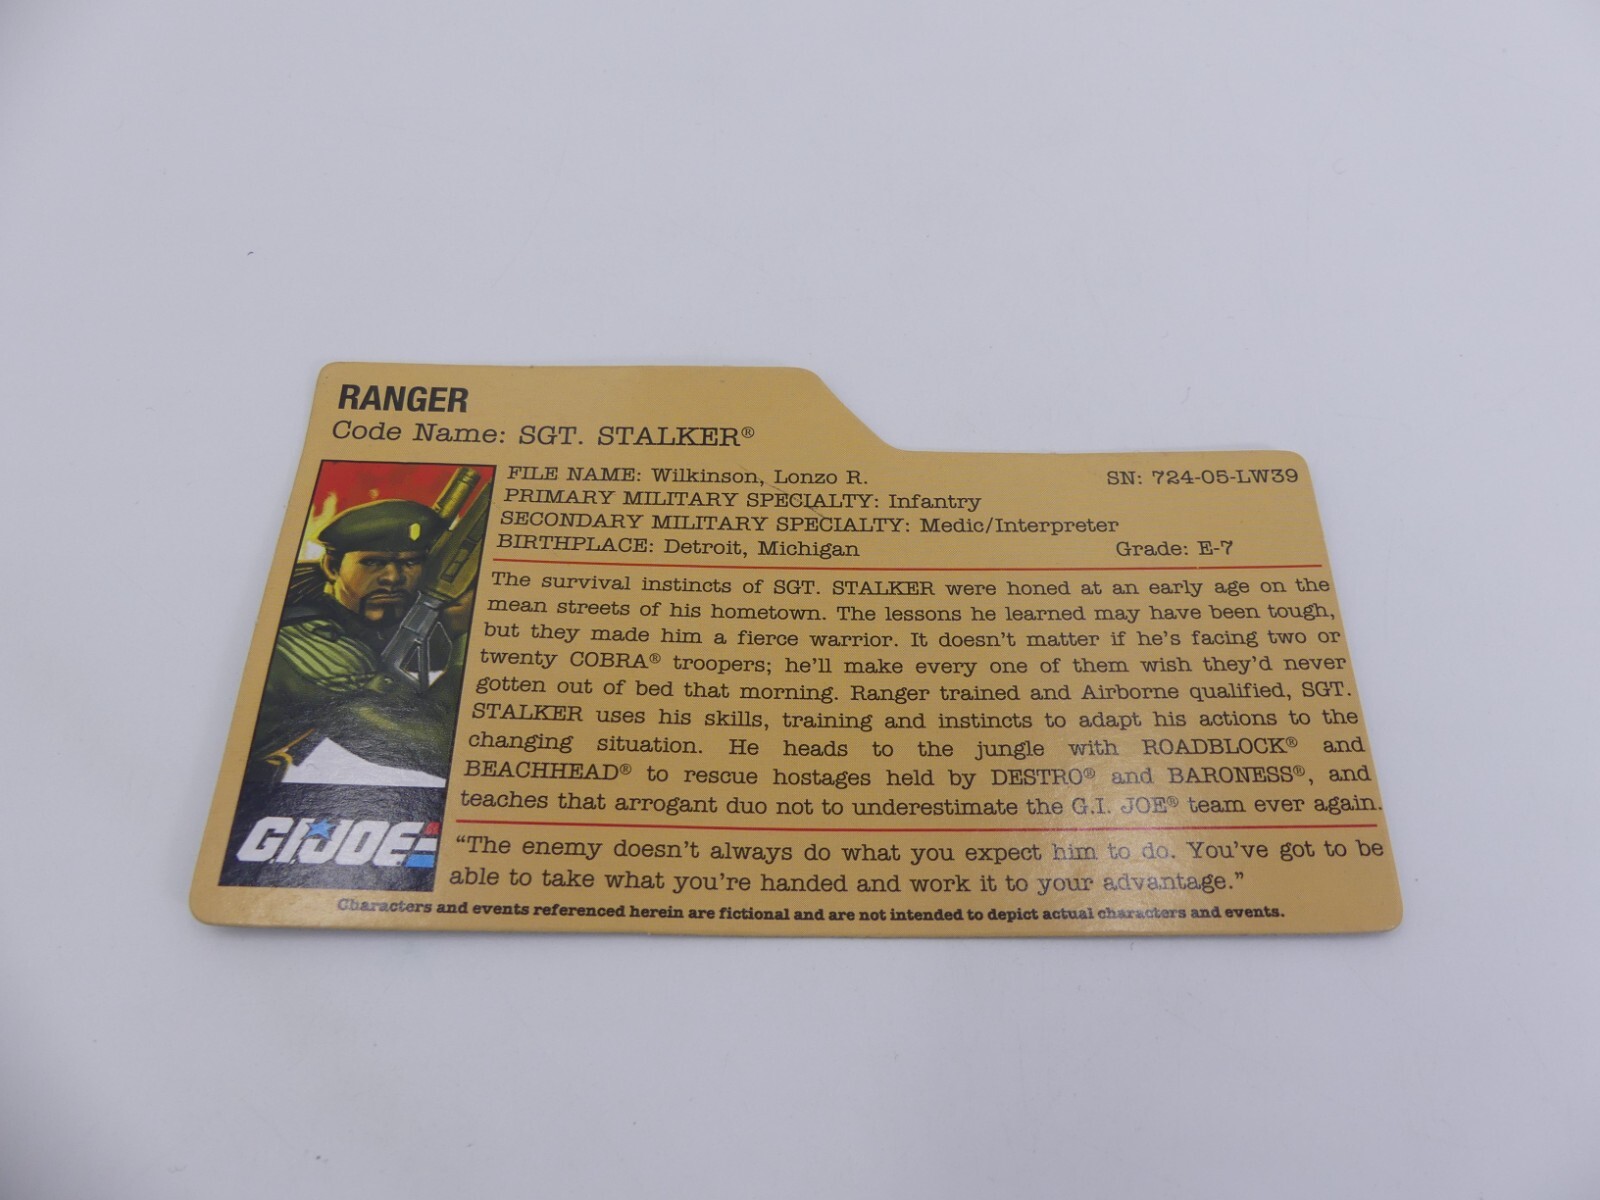 RANGER
Code Name: SGT. STALKER®
FILE NAME: Wilkinson, Lonzo R. SN: 724-05-LW39
PRIMARY MILITARY SPECIALTY: Infantry
SECONDARY MILITARY SPECIALTY: Medic/Interpreter
BIRTHPLACE: Detroit, Michigan Grade: E-7
The survival instincts of SGT. STALKER were honed at an early age on the
mean streets of his hometown. The lessons he learned may have been tough,
but they made him a fierce warrior. It doesn't matter if he's facing two or
twenty COBRA® troopers; he'll make every one of them wish they'd never
gotten out of bed that morning. Ranger trained and Airborne qualified, SGT.
STALKER uses his skills, training and instincts to adapt his actions to the
changing situation. He heads to the jungle with ROADBLOCK® and
BEACHHEAD® to rescue hostages held by DESTRO® and BARONESS®, and
teaches that arrogant duo not to underestimate the G.I. JOE® team ever again.
G.I. JOE
“The enemy doesn't always do what you expect him to do. You've got to be
able to take what you're handed and work it to your advantage.”
Characters and events referenced herein are fictional and are not intended to depict actual characters and events.